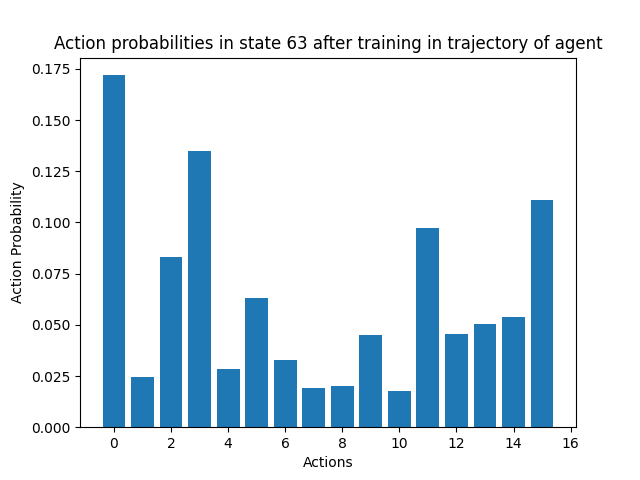 Action probabilities in state 63 after training in trajectory of agent
0.175
0.150
0.125
0.100
0.075
0.050
0.025
0.000
Action Probability
0 2 4 6 8 10 12 14 16
Actions